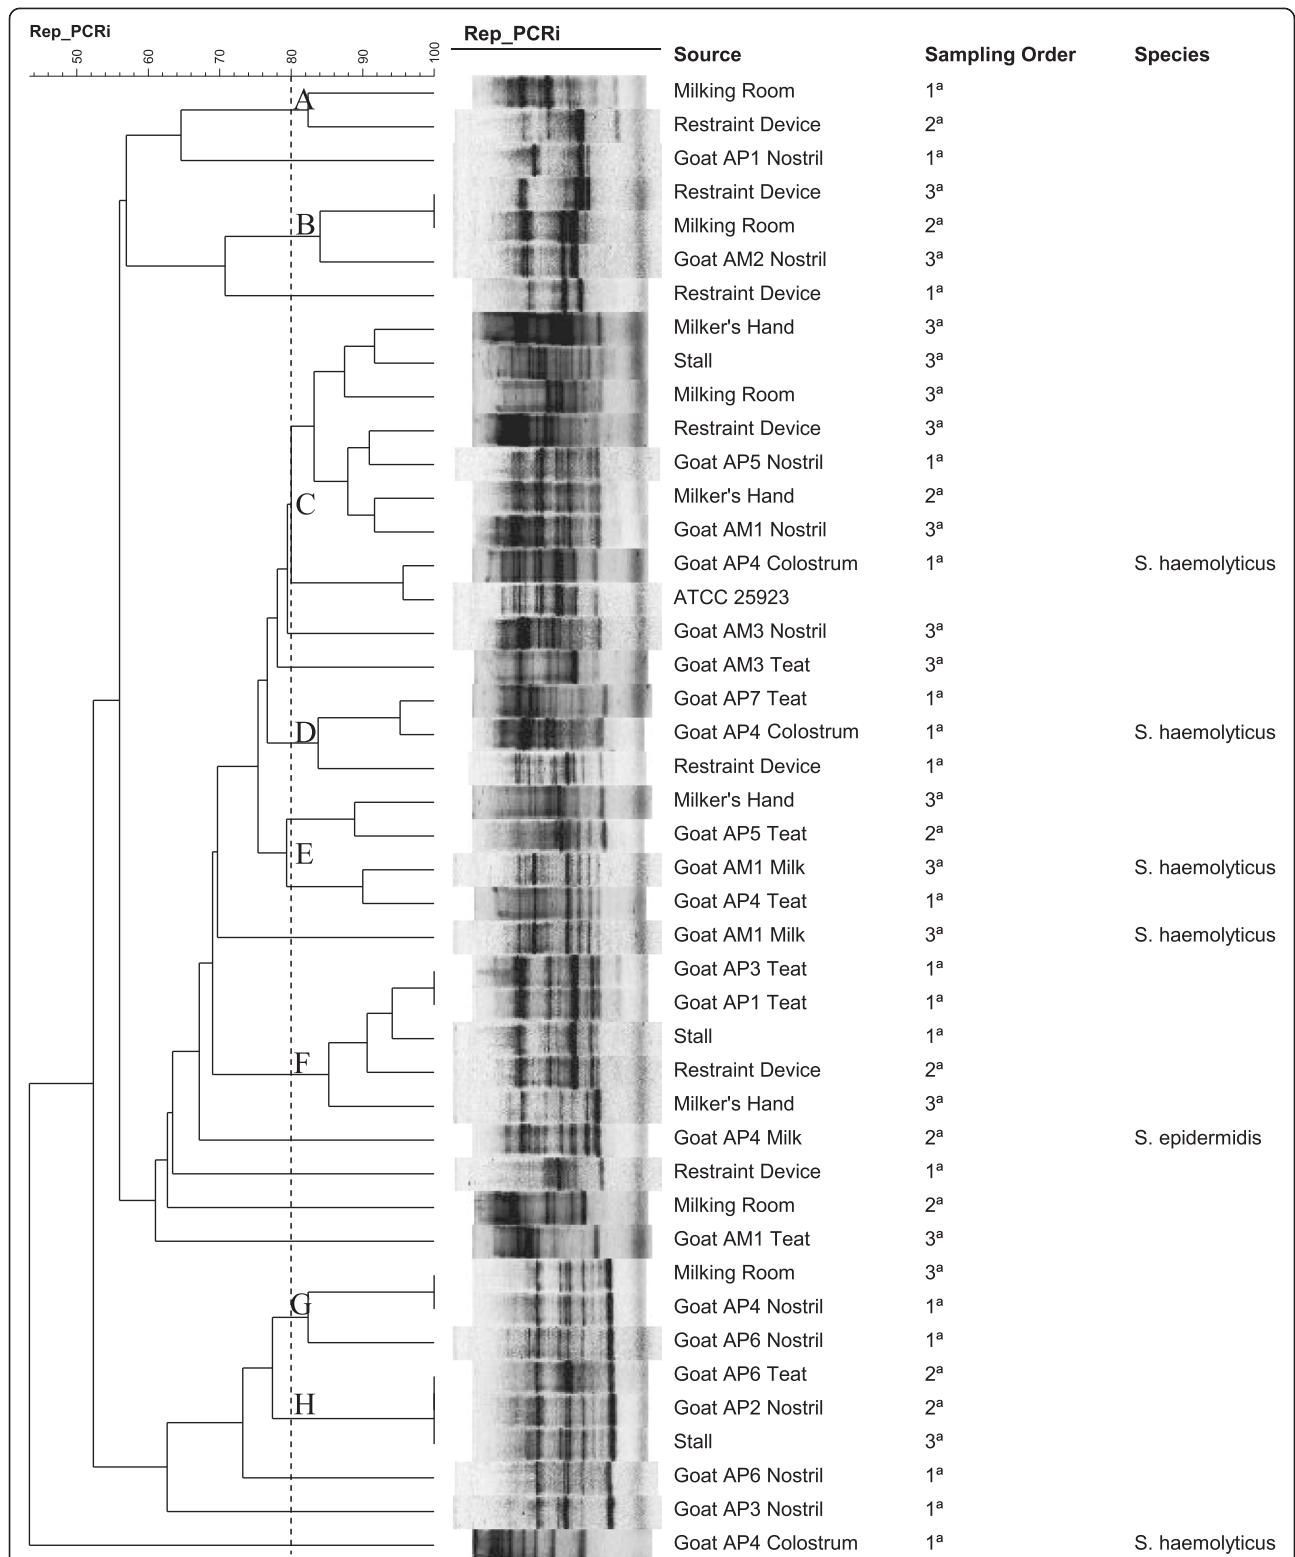 Rep_PCRi
Rep_PCRi
50 60 70 80 90 100
Source Sampling Order Species
A
Milking Room 1ª
Restraint Device 2ª
Goat AP1 Nostril 1ª
Restraint Device 3ª
B
Milking Room 2ª
Goat AM2 Nostril 3ª
Restraint Device 1ª
Milker's Hand 3ª
Stall 3ª
Milking Room 3ª
Restraint Device 3ª
Goat AP5 Nostril 1ª
Milker's Hand 2ª
C
Goat AM1 Nostril 3ª
Goat AP4 Colostrum 1ª S. haemolyticus
ATCC 25923
Goat AM3 Nostril 3ª
Goat AM3 Teat 3ª
Goat AP7 Teat 1ª
D
Goat AP4 Colostrum 1ª S. haemolyticus
Restraint Device 1ª
Milker's Hand 3ª
Goat AP5 Teat 2ª
E
Goat AM1 Milk 3ª S. haemolyticus
Goat AP4 Teat 1ª
Goat AM1 Milk 3ª S. haemolyticus
Goat AP3 Teat 1ª
Goat AP1 Teat 1ª
Stall 1ª
F
Restraint Device 2ª
Milker's Hand 3ª
Goat AP4 Milk 2ª S. epidermidis
Restraint Device 1ª
Milking Room 2ª
Goat AM1 Teat 3ª
Milking Room 3ª
G
Goat AP4 Nostril 1ª
Goat AP6 Nostril 1ª
Goat AP6 Teat 2ª
H
Goat AP2 Nostril 2ª
Stall 3ª
Goat AP6 Nostril 1ª
Goat AP3 Nostril 1ª
Goat AP4 Colostrum 1ª S. haemolyticus